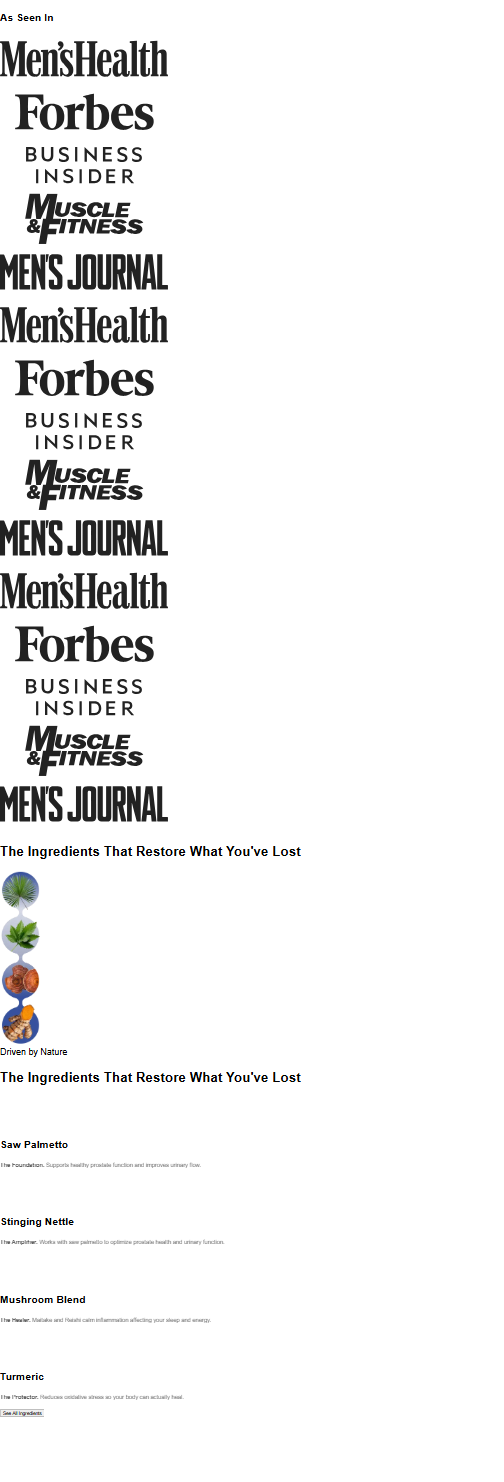 As Seen In
Men'sHealth
Forbes
BUSINESS
INSIDER
MUSCLE
&FITNESS
MEN'S JOURNAL
Men'sHealth
Forbes
BUSINESS
INSIDER
MUSCLE
&FITNESS
MEN'S JOURNAL
Men'sHealth
Forbes
BUSINESS
INSIDER
MUSCLE
&FITNESS
MEN'S JOURNAL
The Ingredients That Restore What You've Lost
Driven by Nature
The Ingredients That Restore What You've Lost
Saw Palmetto
The Foundation. Supports healthy prostate function and improves urinary flow.
Stinging Nettle
The Amplifier. Works with saw palmetto to optimize prostate health and urinary function.
Mushroom Blend
The Healer. Maitake and Reishi calm inflammation affecting your sleep and energy.
Turmeric
The Protector. Reduces oxidative stress so your body can actually heal.
See All Ingredients